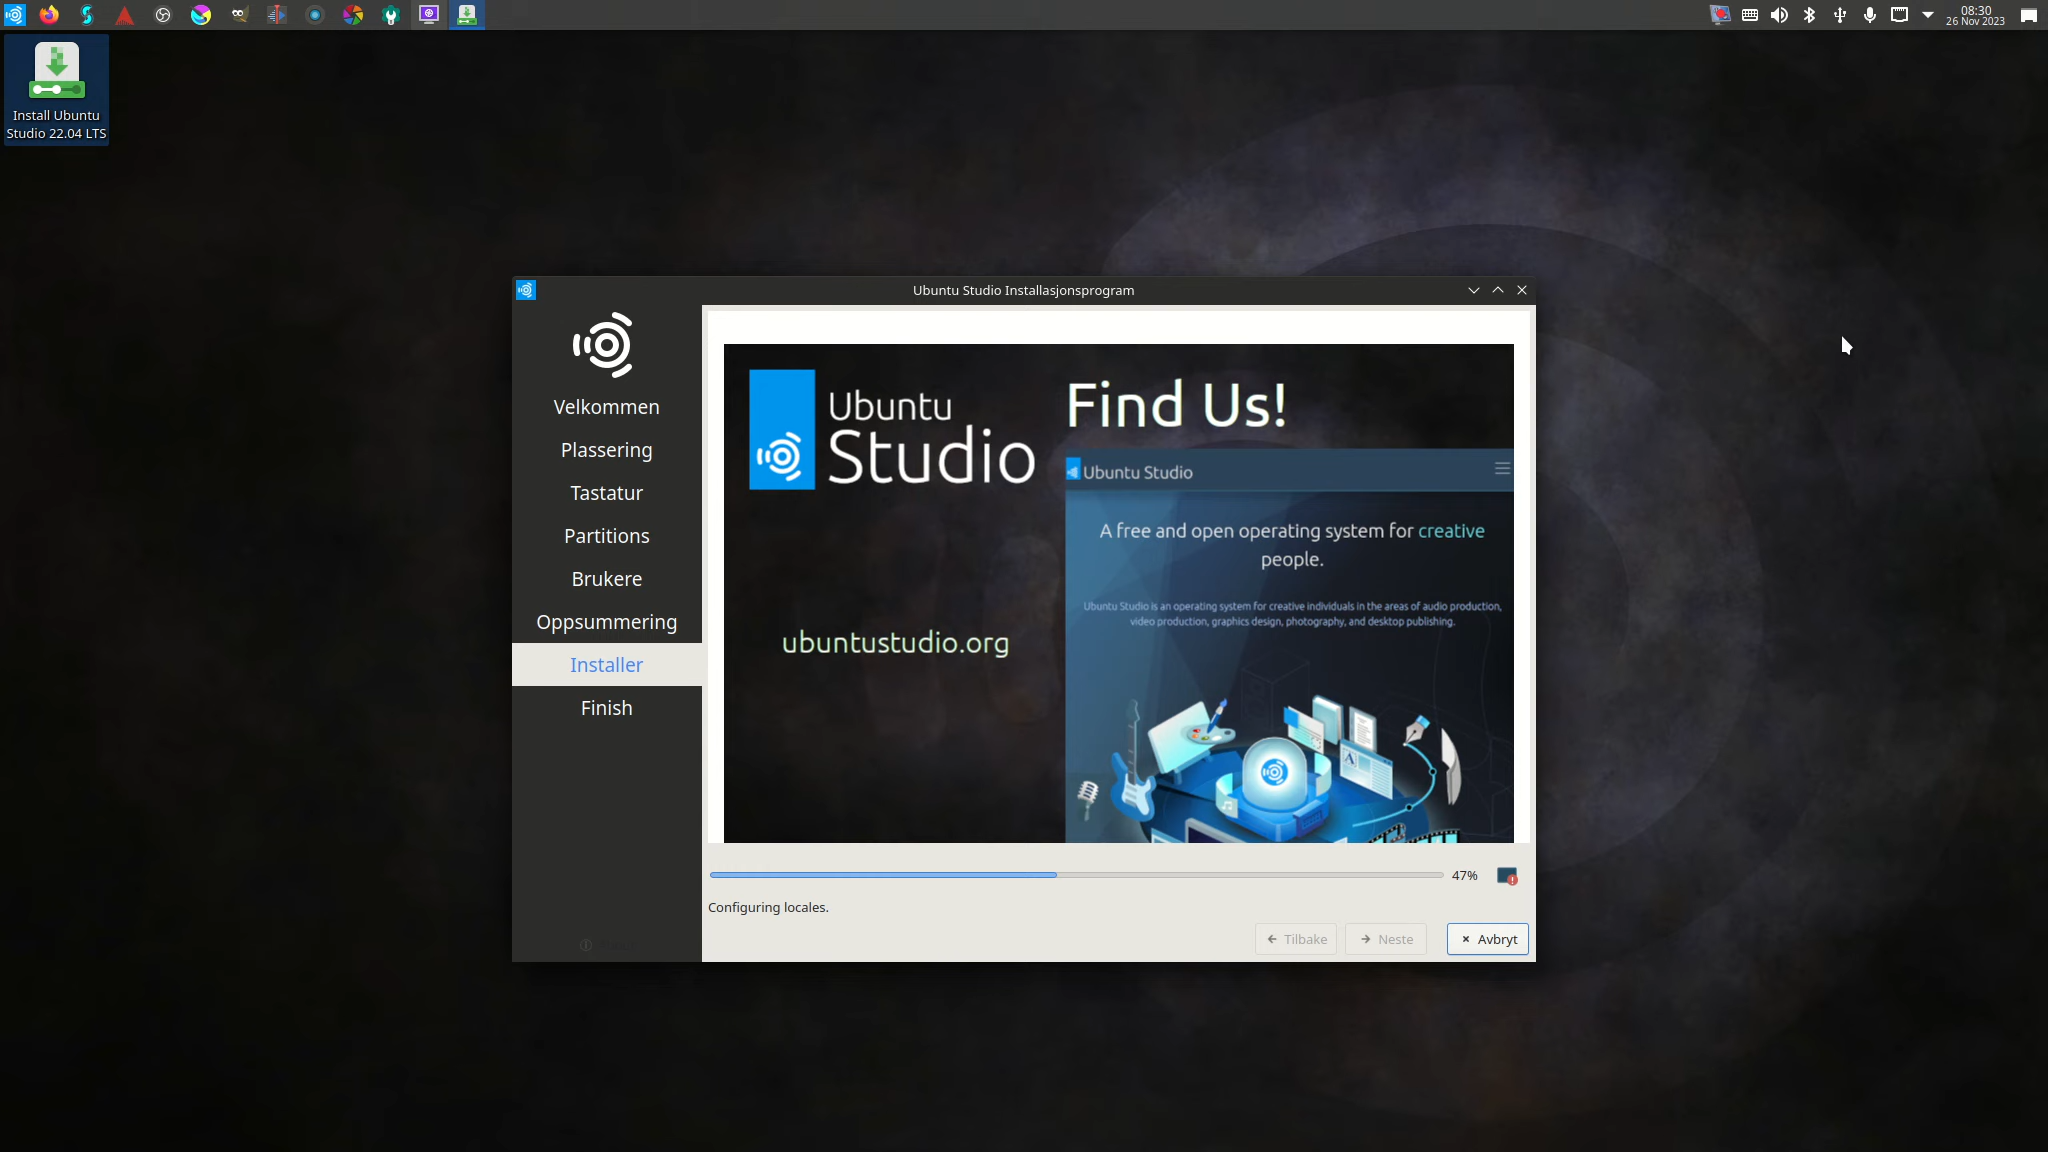 08:30
26 Nov 2023
Install Ubuntu
Studio 22.04 LTS
Ubuntu Studio Installasjonsprogram
Velkommen
Plassering
Tastatur
Partitions
Brukere
Oppsummering
Installer
Finish
Ubuntu
Studio
Find Us!
Ubuntu Studio
A free and open operating system for creative
people.
Ubuntu Studio is an operating system for creative individuals in the areas of audio production,
video production, graphics design, photography, and desktop publishing.
ubuntustudio.org
47%
Configuring locales.
Tilbake
Neste
Avbryt